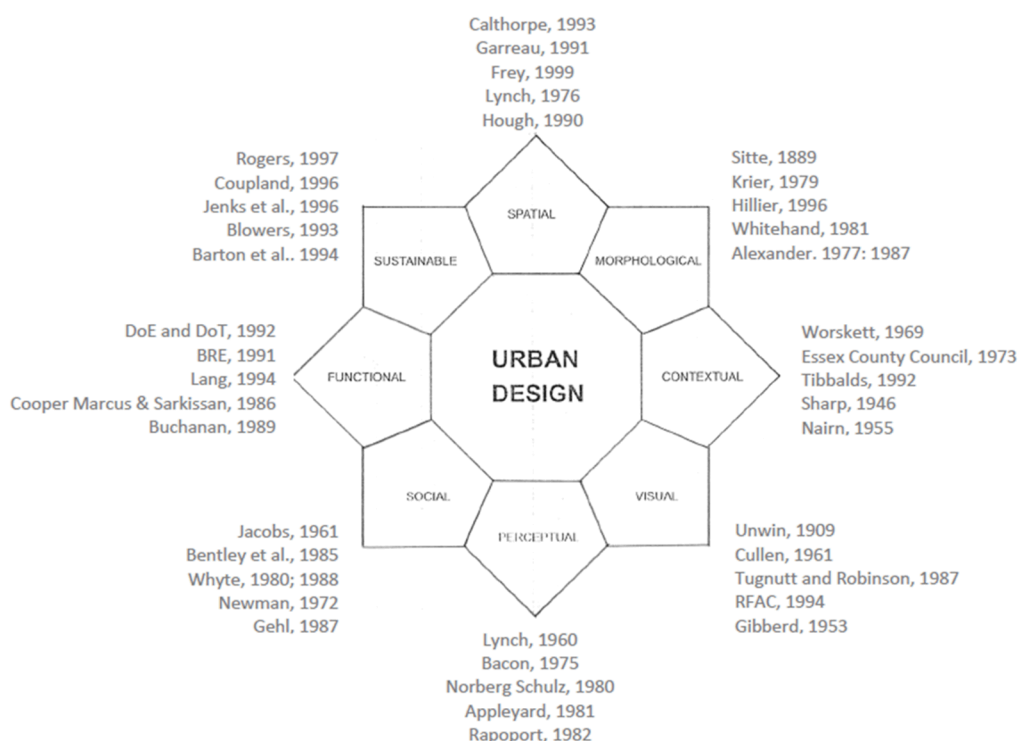 Calthorpe, 1993
Garreau, 1991
Frey, 1999
Lynch, 1976
Hough, 1990
Rogers, 1997
Coupland, 1996
Jenks et al., 1996
Blowers, 1993
Barton et al.. 1994
Sitte, 1889
Krier, 1979
Hillier, 1996
Whitehand, 1981
Alexander. 1977: 1987
SPATIAL
SUSTAINABLE
MORPHOLOGICAL
DoE and DoT, 1992
BRE, 1991
Lang, 1994
Cooper Marcus & Sarkissan, 1986
Buchanan, 1989
FUNCTIONAL
URBAN
DESIGN
CONTEXTUAL
Worskett, 1969
Essex County Council, 1973
Tibbalds, 1992
Sharp, 1946
Nairn, 1955
SOCIAL
PERCEPTUAL
VISUAL
Jacobs, 1961
Bentley et al., 1985
Whyte, 1980; 1988
Newman, 1972
Gehl, 1987
Unwin, 1909
Cullen, 1961
Tugnutt and Robinson, 1987
RFAC, 1994
Gibberd, 1953
Lynch, 1960
Bacon, 1975
Norberg Schulz, 1980
Appleyard, 1981
Rapoport, 1982